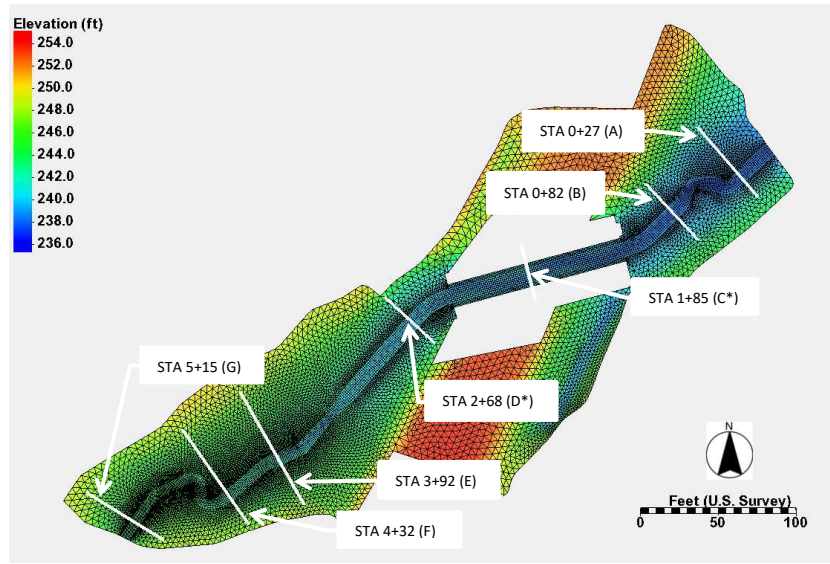 Elevation (ft)
254.0
252.0
250.0
248.0
246.0
244.0
242.0
240.0
238.0
236.0
STA 0+27 (A)
STA 0+82 (B)
STA 1+85 (C*)
STA 5+15 (G)
STA 2+68 (D*)
STA 3+92 (E)
STA 4+32 (F)
N
Feet (U.S. Survey)
0 50 100